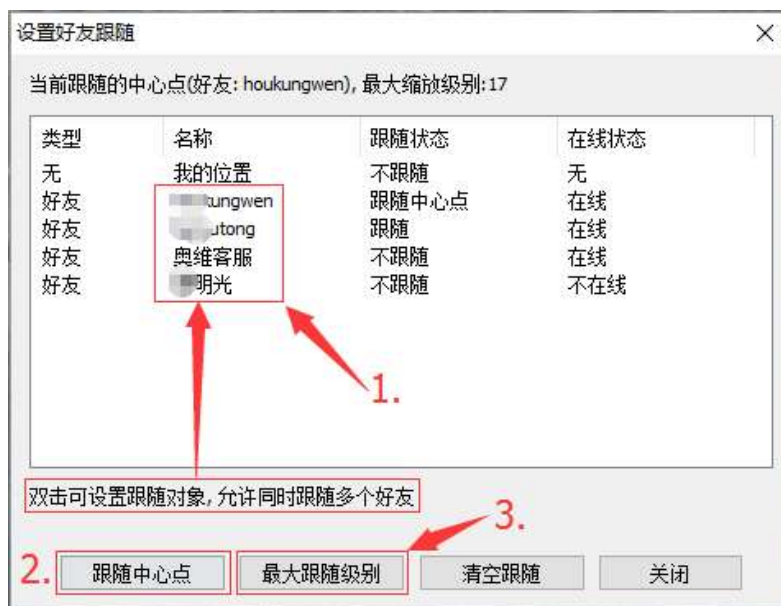 设置好友跟随
当前跟随的中心点(好友: houkungwen), 最大缩放级别:17
类型 名称 跟随状态 在线状态
无 我的位置 不跟随 无
好友 kungwen 跟随中心点 在线
好友 utong 跟随 在线
好友 奥维客服 不跟随 在线
好友 明光 不跟随 不在线
1.
双击可设置跟随对象, 允许同时跟随多个好友
3.
2. 跟随中心点 最大跟随级别 清空跟随 关闭